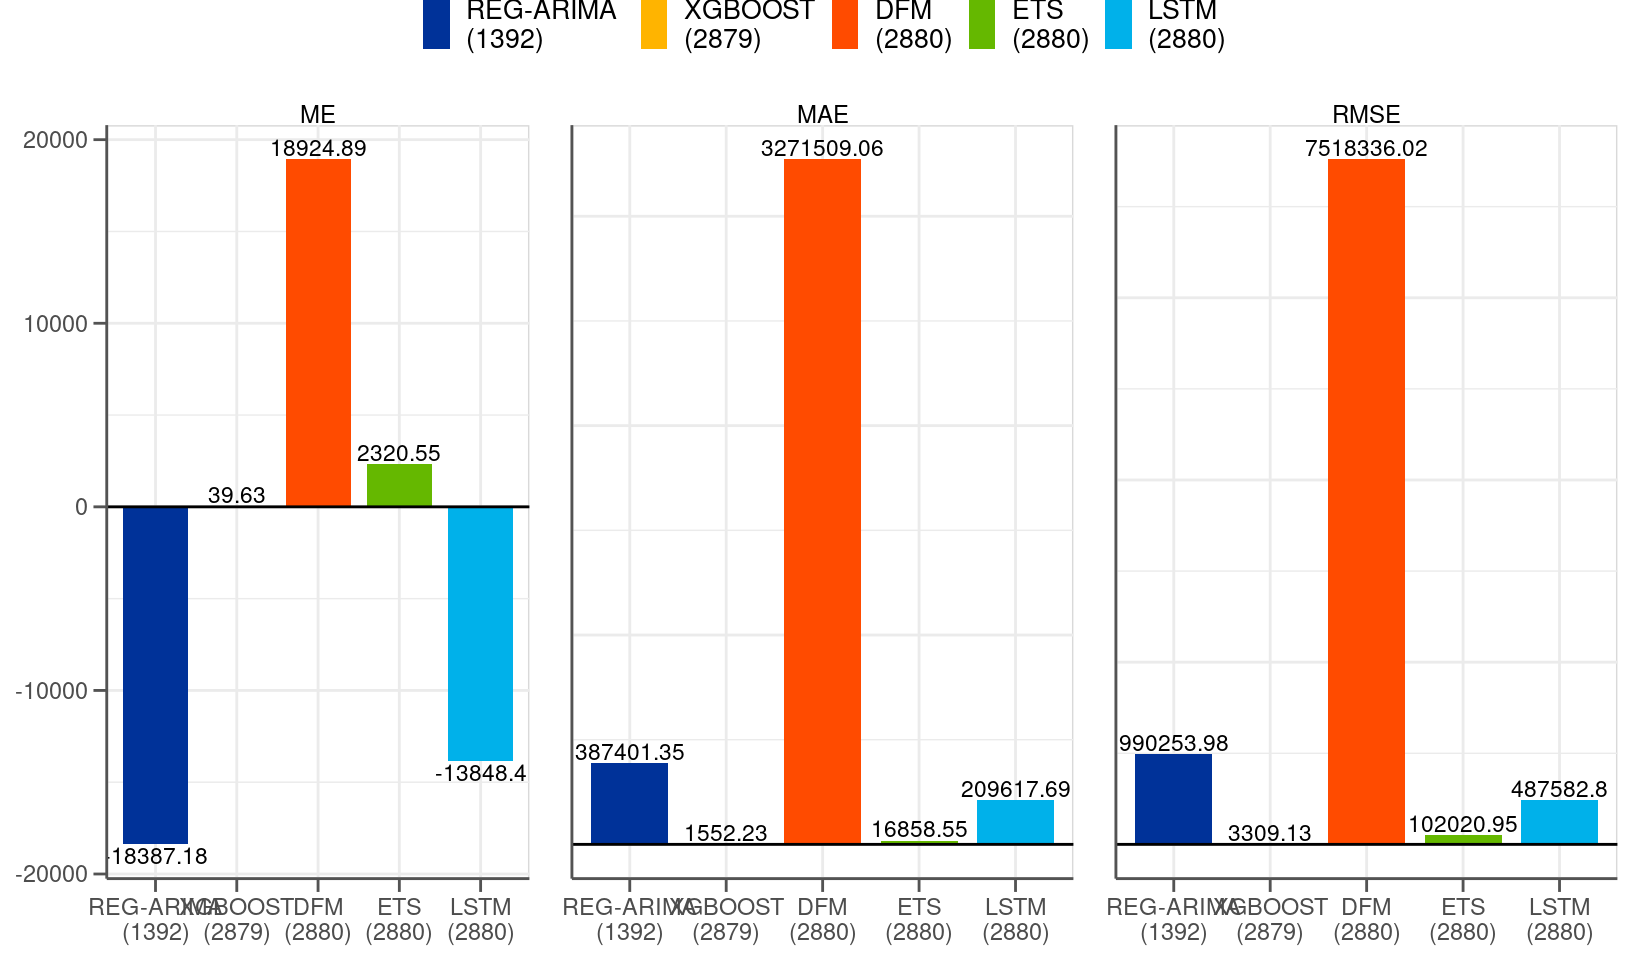 REG-ARIMA XGBOOST DFM ETS LSTM
(1392) (2879) (2880) (2880) (2880)
ME MAE RMSE
20000
10000
0
-10000
-20000
18924.89
2320.55
39.63
-13848.4
-18387.18
3271509.06
387401.35
209617.69
16858.55
1552.23
7518336.02
990253.98
487582.8
102020.95
3309.13
REG-ARIMA XGBOOST DFM ETS LSTM
(1392) (2879) (2880) (2880) (2880)
REG-ARIMA XGBOOST DFM ETS LSTM
(1392) (2879) (2880) (2880) (2880)
REG-ARIMA XGBOOST DFM ETS LSTM
(1392) (2879) (2880) (2880) (2880)